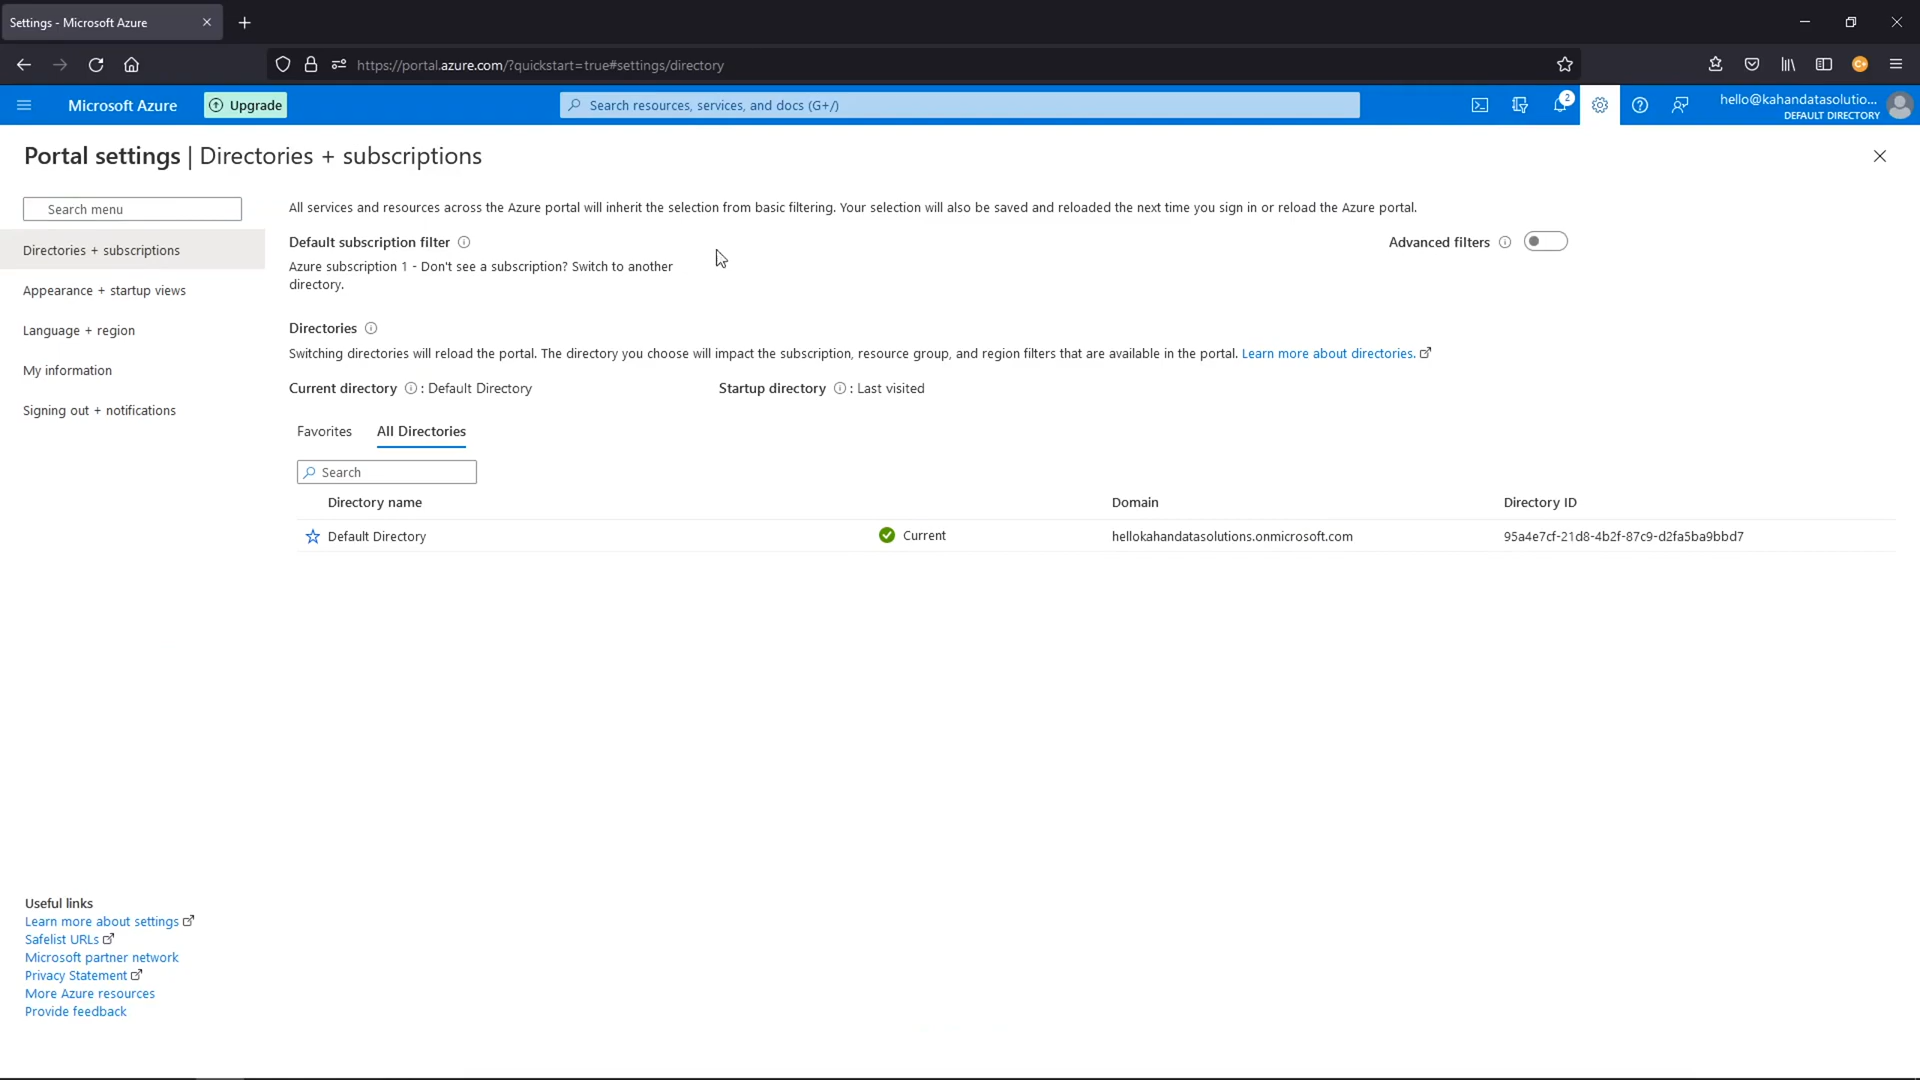 Settings - Microsoft Azure
https://portal.azure.com/?quickstart=true#settings/directory
C+
Microsoft Azure
Upgrade
Search resources, services, and docs (G+/)
2
hello@kahandatasolutio...
DEFAULT DIRECTORY
Portal settings | Directories + subscriptions
Search menu
Directories + subscriptions
Appearance + startup views
Language + region
My information
Signing out + notifications
All services and resources across the Azure portal will inherit the selection from basic filtering. Your selection will also be saved and reloaded the next time you sign in or reload the Azure portal.
Default subscription filter
Advanced filters
Azure subscription 1 - Don't see a subscription? Switch to another
directory.
Directories
Switching directories will reload the portal. The directory you choose will impact the subscription, resource group, and region filters that are available in the portal. Learn more about directories.
Current directory : Default Directory
Startup directory : Last visited
Favorites
All Directories
Search
Directory name
Domain
Directory ID
Default Directory
Current
hellokahandatasolutions.onmicrosoft.com
95a4e7cf-21d8-4b2f-87c9-d2fa5ba9bbd7
Useful links
Learn more about settings
Safelist URLs
Microsoft partner network
Privacy Statement
More Azure resources
Provide feedback